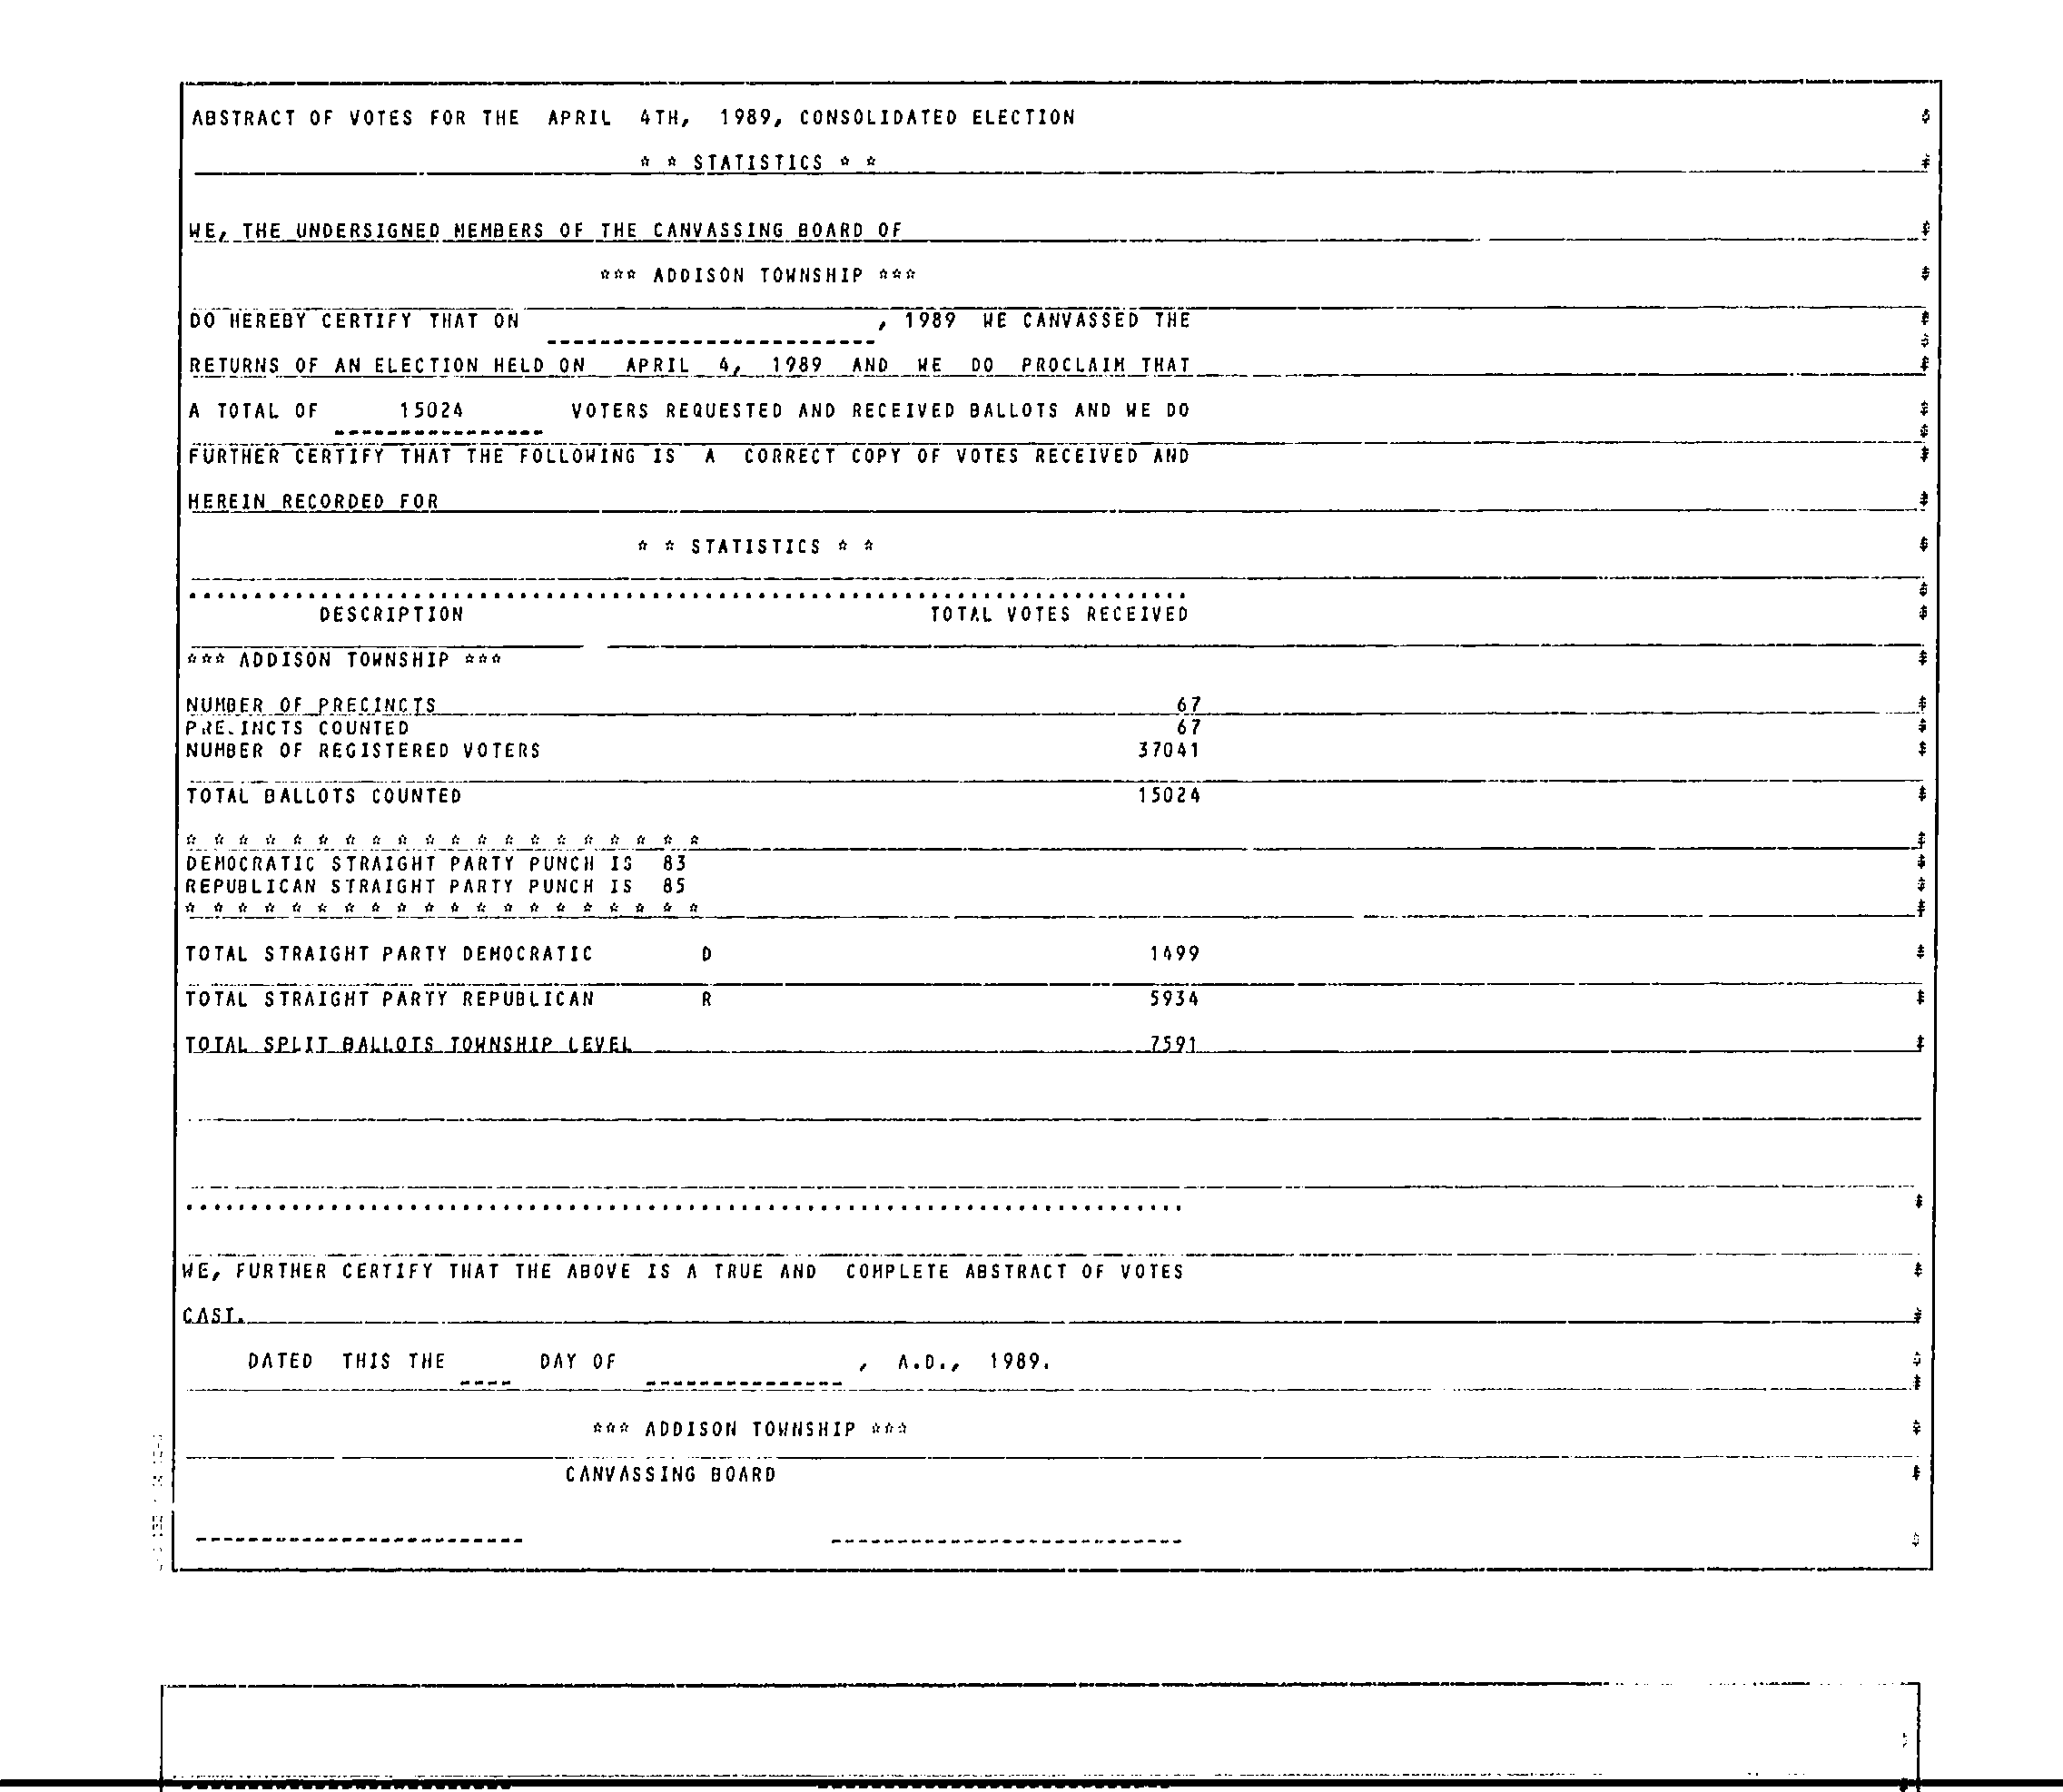 ABSTRACT OF VOTES FOR THE APRIL 4TH, 1989, CONSOLIDATED ELECTION
* * STATISTICS * *
WE, THE UNDERSIGNED MEMBERS OF THE CANVASSING BOARD OF
*** ADDISON TOWNSHIP ***
DO HEREBY CERTIFY THAT ON , 1989 WE CANVASSED THE
RETURNS OF AN ELECTION HELD ON APRIL 4, 1989 AND WE DO PROCLAIM THAT
A TOTAL OF 15024 VOTERS REQUESTED AND RECEIVED BALLOTS AND WE DO
FURTHER CERTIFY THAT THE FOLLOWING IS A CORRECT COPY OF VOTES RECEIVED AND
HEREIN RECORDED FOR
* * STATISTICS * *
DESCRIPTION TOTAL VOTES RECEIVED
*** ADDISON TOWNSHIP ***
NUMBER OF PRECINCTS 67
PRE.INCTS COUNTED 67
NUMBER OF REGISTERED VOTERS 37041
TOTAL BALLOTS COUNTED 15024
* * * * * * * * * * * * * * * * * * * *
DEMOCRATIC STRAIGHT PARTY PUNCH IS 83
REPUBLICAN STRAIGHT PARTY PUNCH IS 85
* * * * * * * * * * * * * * * * * * * *
TOTAL STRAIGHT PARTY DEMOCRATIC D 1499
TOTAL STRAIGHT PARTY REPUBLICAN R 5934
TOTAL SPLIT BALLOTS TOWNSHIP LEVEL 7591
WE, FURTHER CERTIFY THAT THE ABOVE IS A TRUE AND COMPLETE ABSTRACT OF VOTES
CAST.
DATED THIS THE DAY OF , A.D., 1989.
*** ADDISON TOWNSHIP ***
CANVASSING BOARD